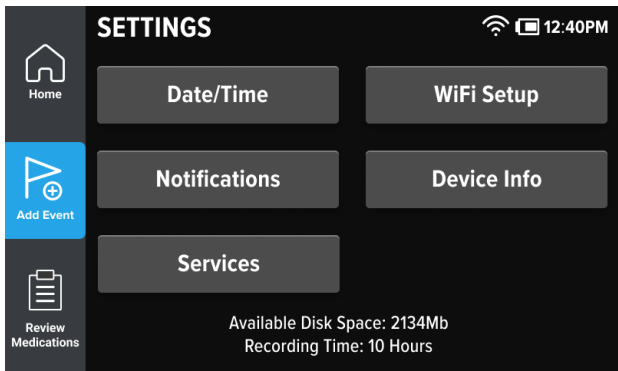 SETTINGS
12:40PM
Home
Date/Time
WiFi Setup
Add Event
Notifications
Device Info
Services
Review
Medications
Available Disk Space: 2134Mb
Recording Time: 10 Hours